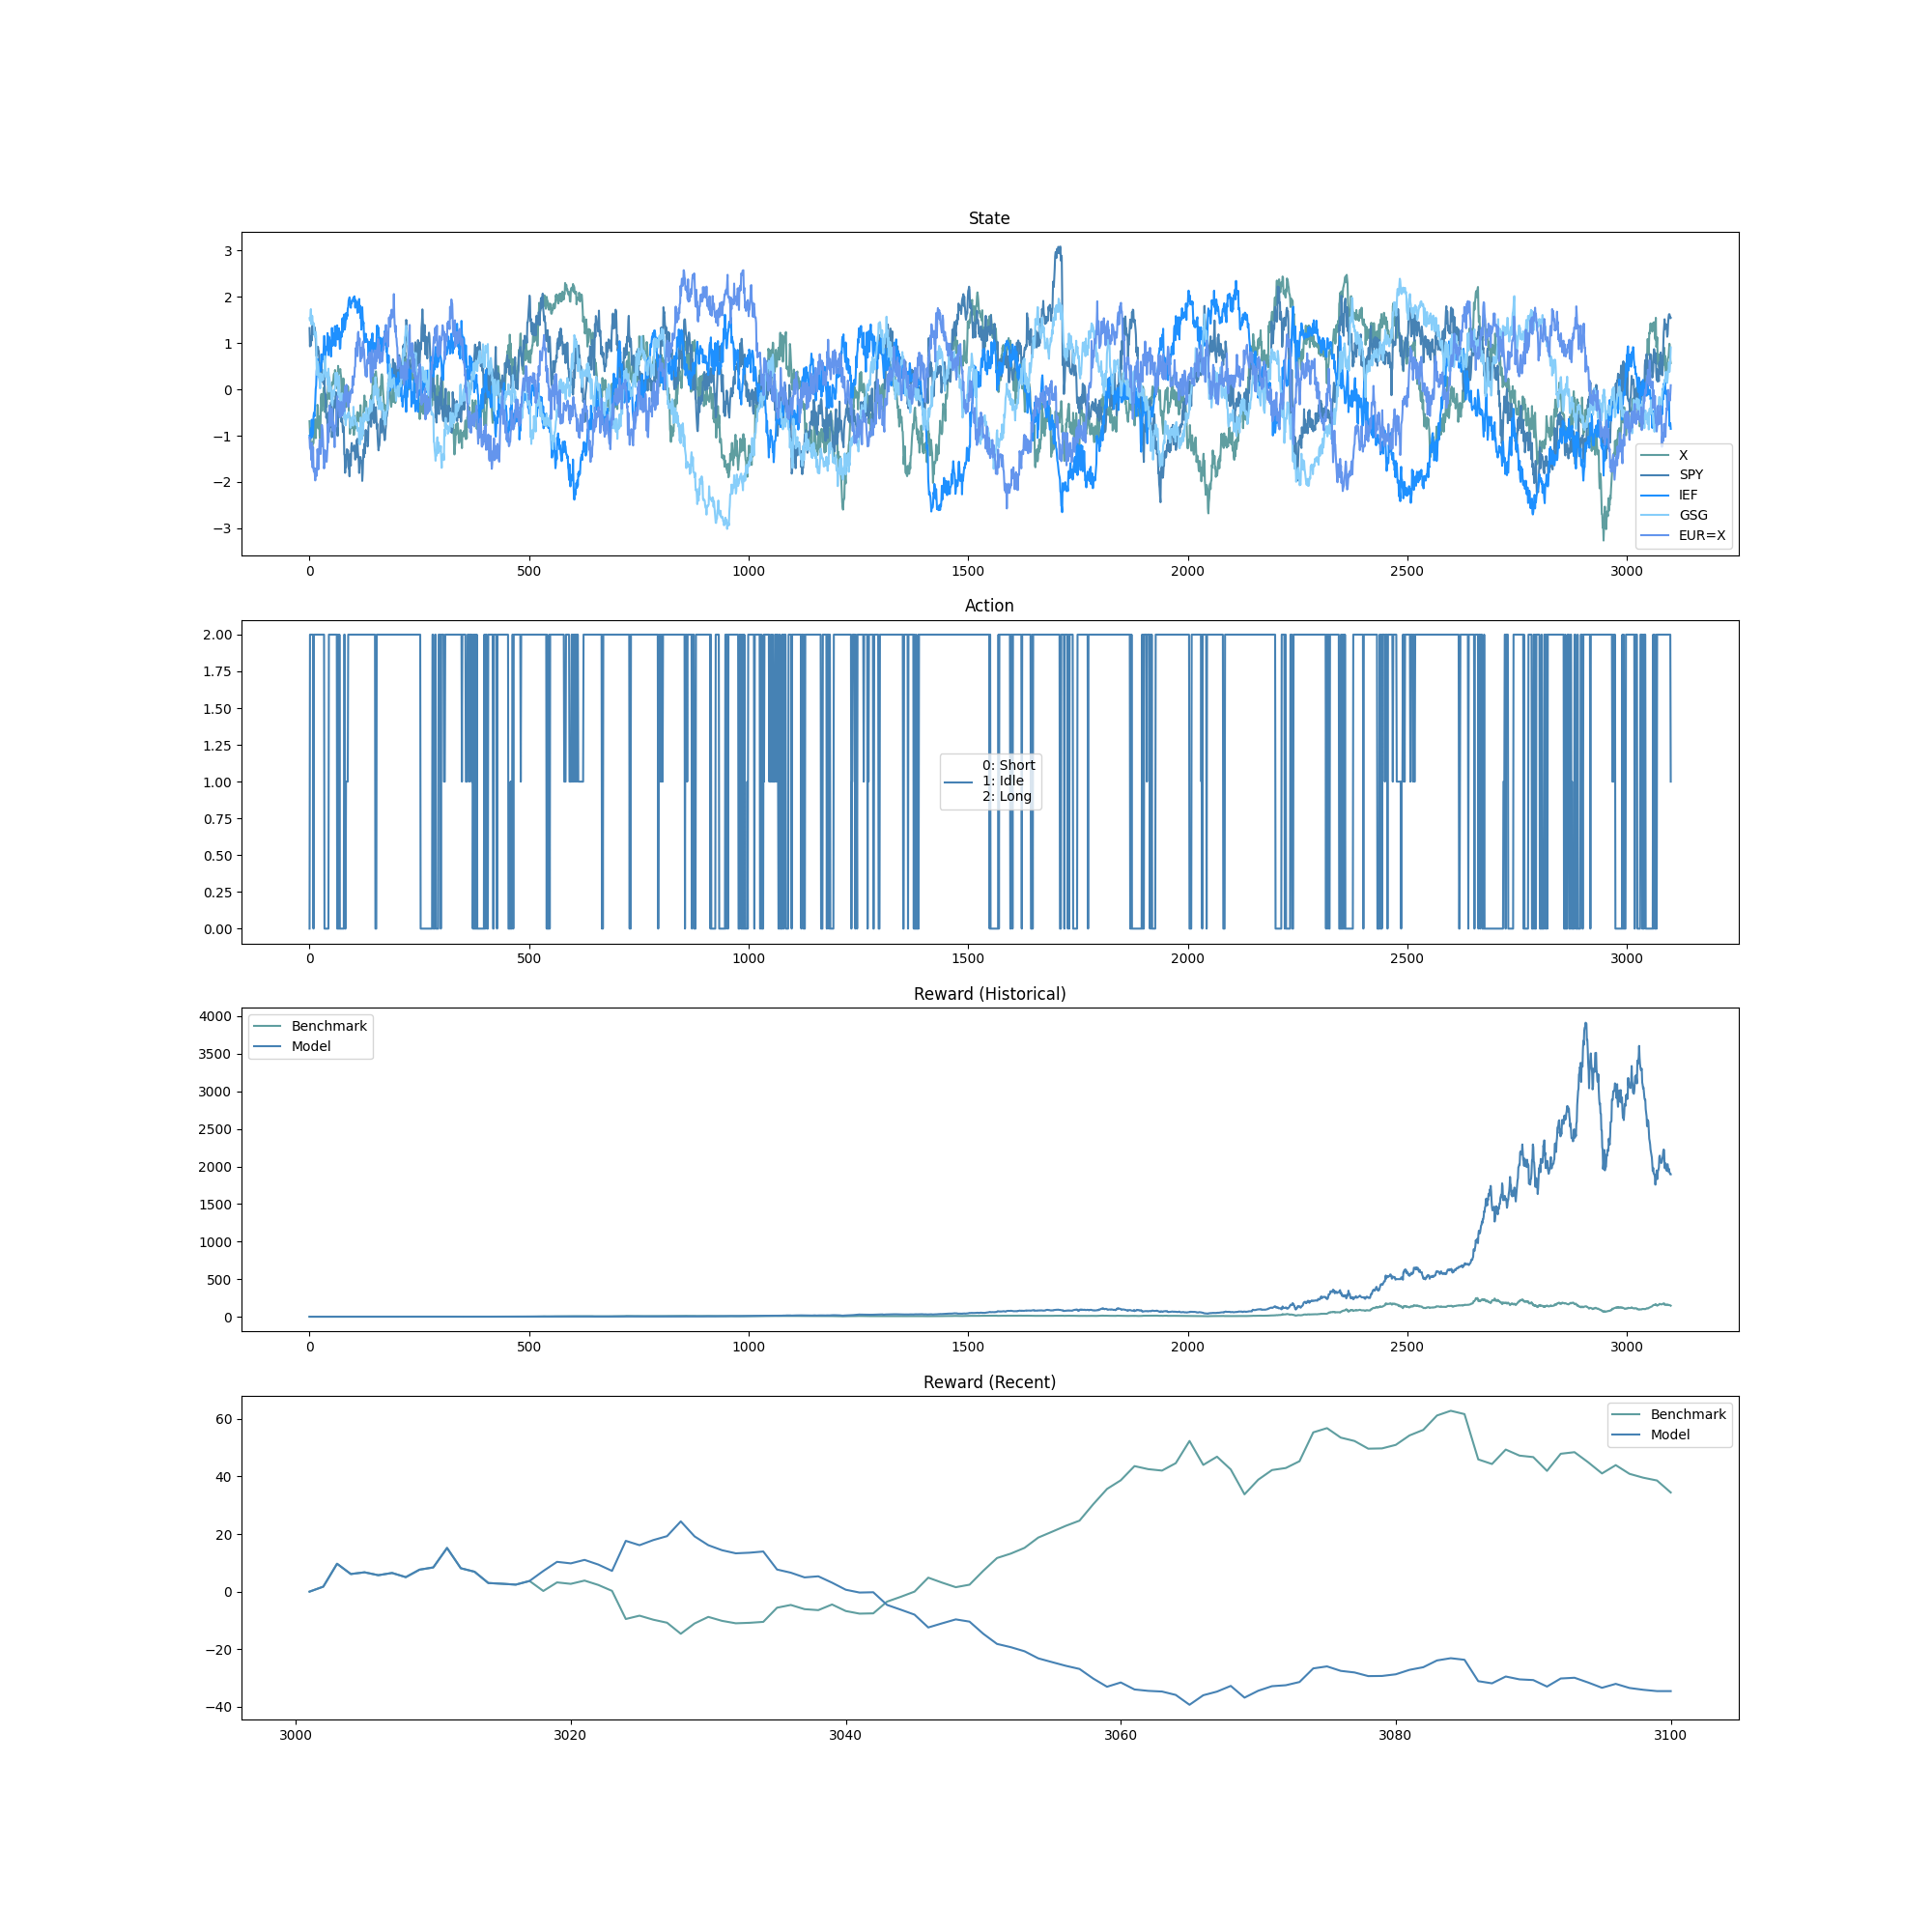 State
3
2
1
0
−1
−2
−3
X
SPY
IEF
GSG
EUR=X
0 500 1000 1500 2000 2500 3000
Action
2.00
1.75
1.50
1.25
1.00
0.75
0.50
0.25
0.00
0: Short
1: Idle
2: Long
0 500 1000 1500 2000 2500 3000
Reward (Historical)
4000
3500
3000
2500
2000
1500
1000
500
0
Benchmark
Model
0 500 1000 1500 2000 2500 3000
Reward (Recent)
60
40
20
0
−20
−40
Benchmark
Model
3000 3020 3040 3060 3080 3100